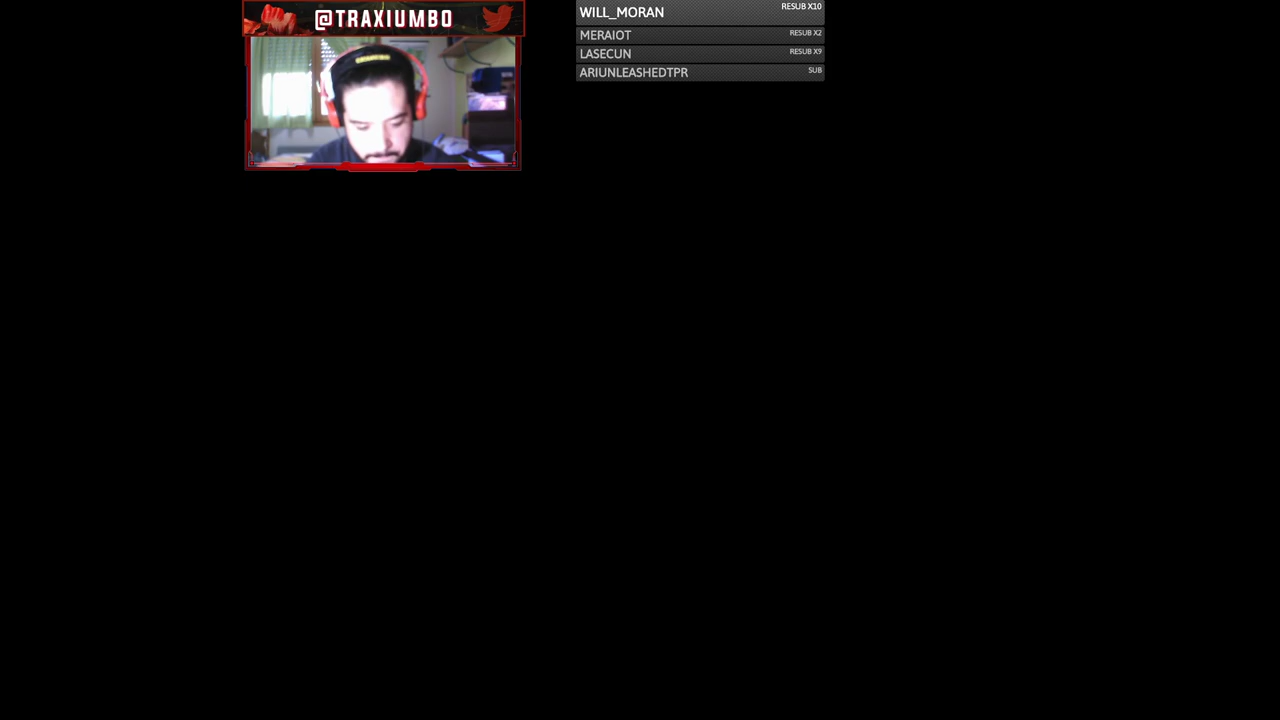 @TRAXIUMBO
WILL_MORAN RESUB X10
MERAIOT RESUB X2
LASECUN RESUB X9
ARIUNLEASHEDTPR SUB